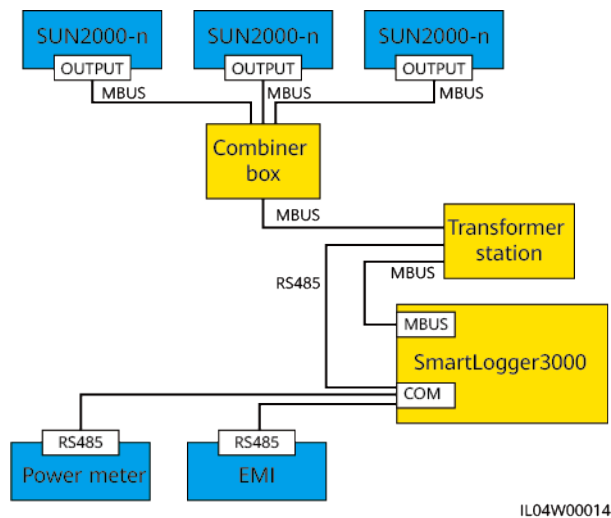 SUN2000-n SUN2000-n SUN2000-n
OUTPUT OUTPUT OUTPUT
MBUS MBUS MBUS
Combiner
box
MBUS
Transformer
station
MBUS
RS485
MBUS
SmartLogger3000
COM
RS485 RS485
Power meter EMI
IL04W00014